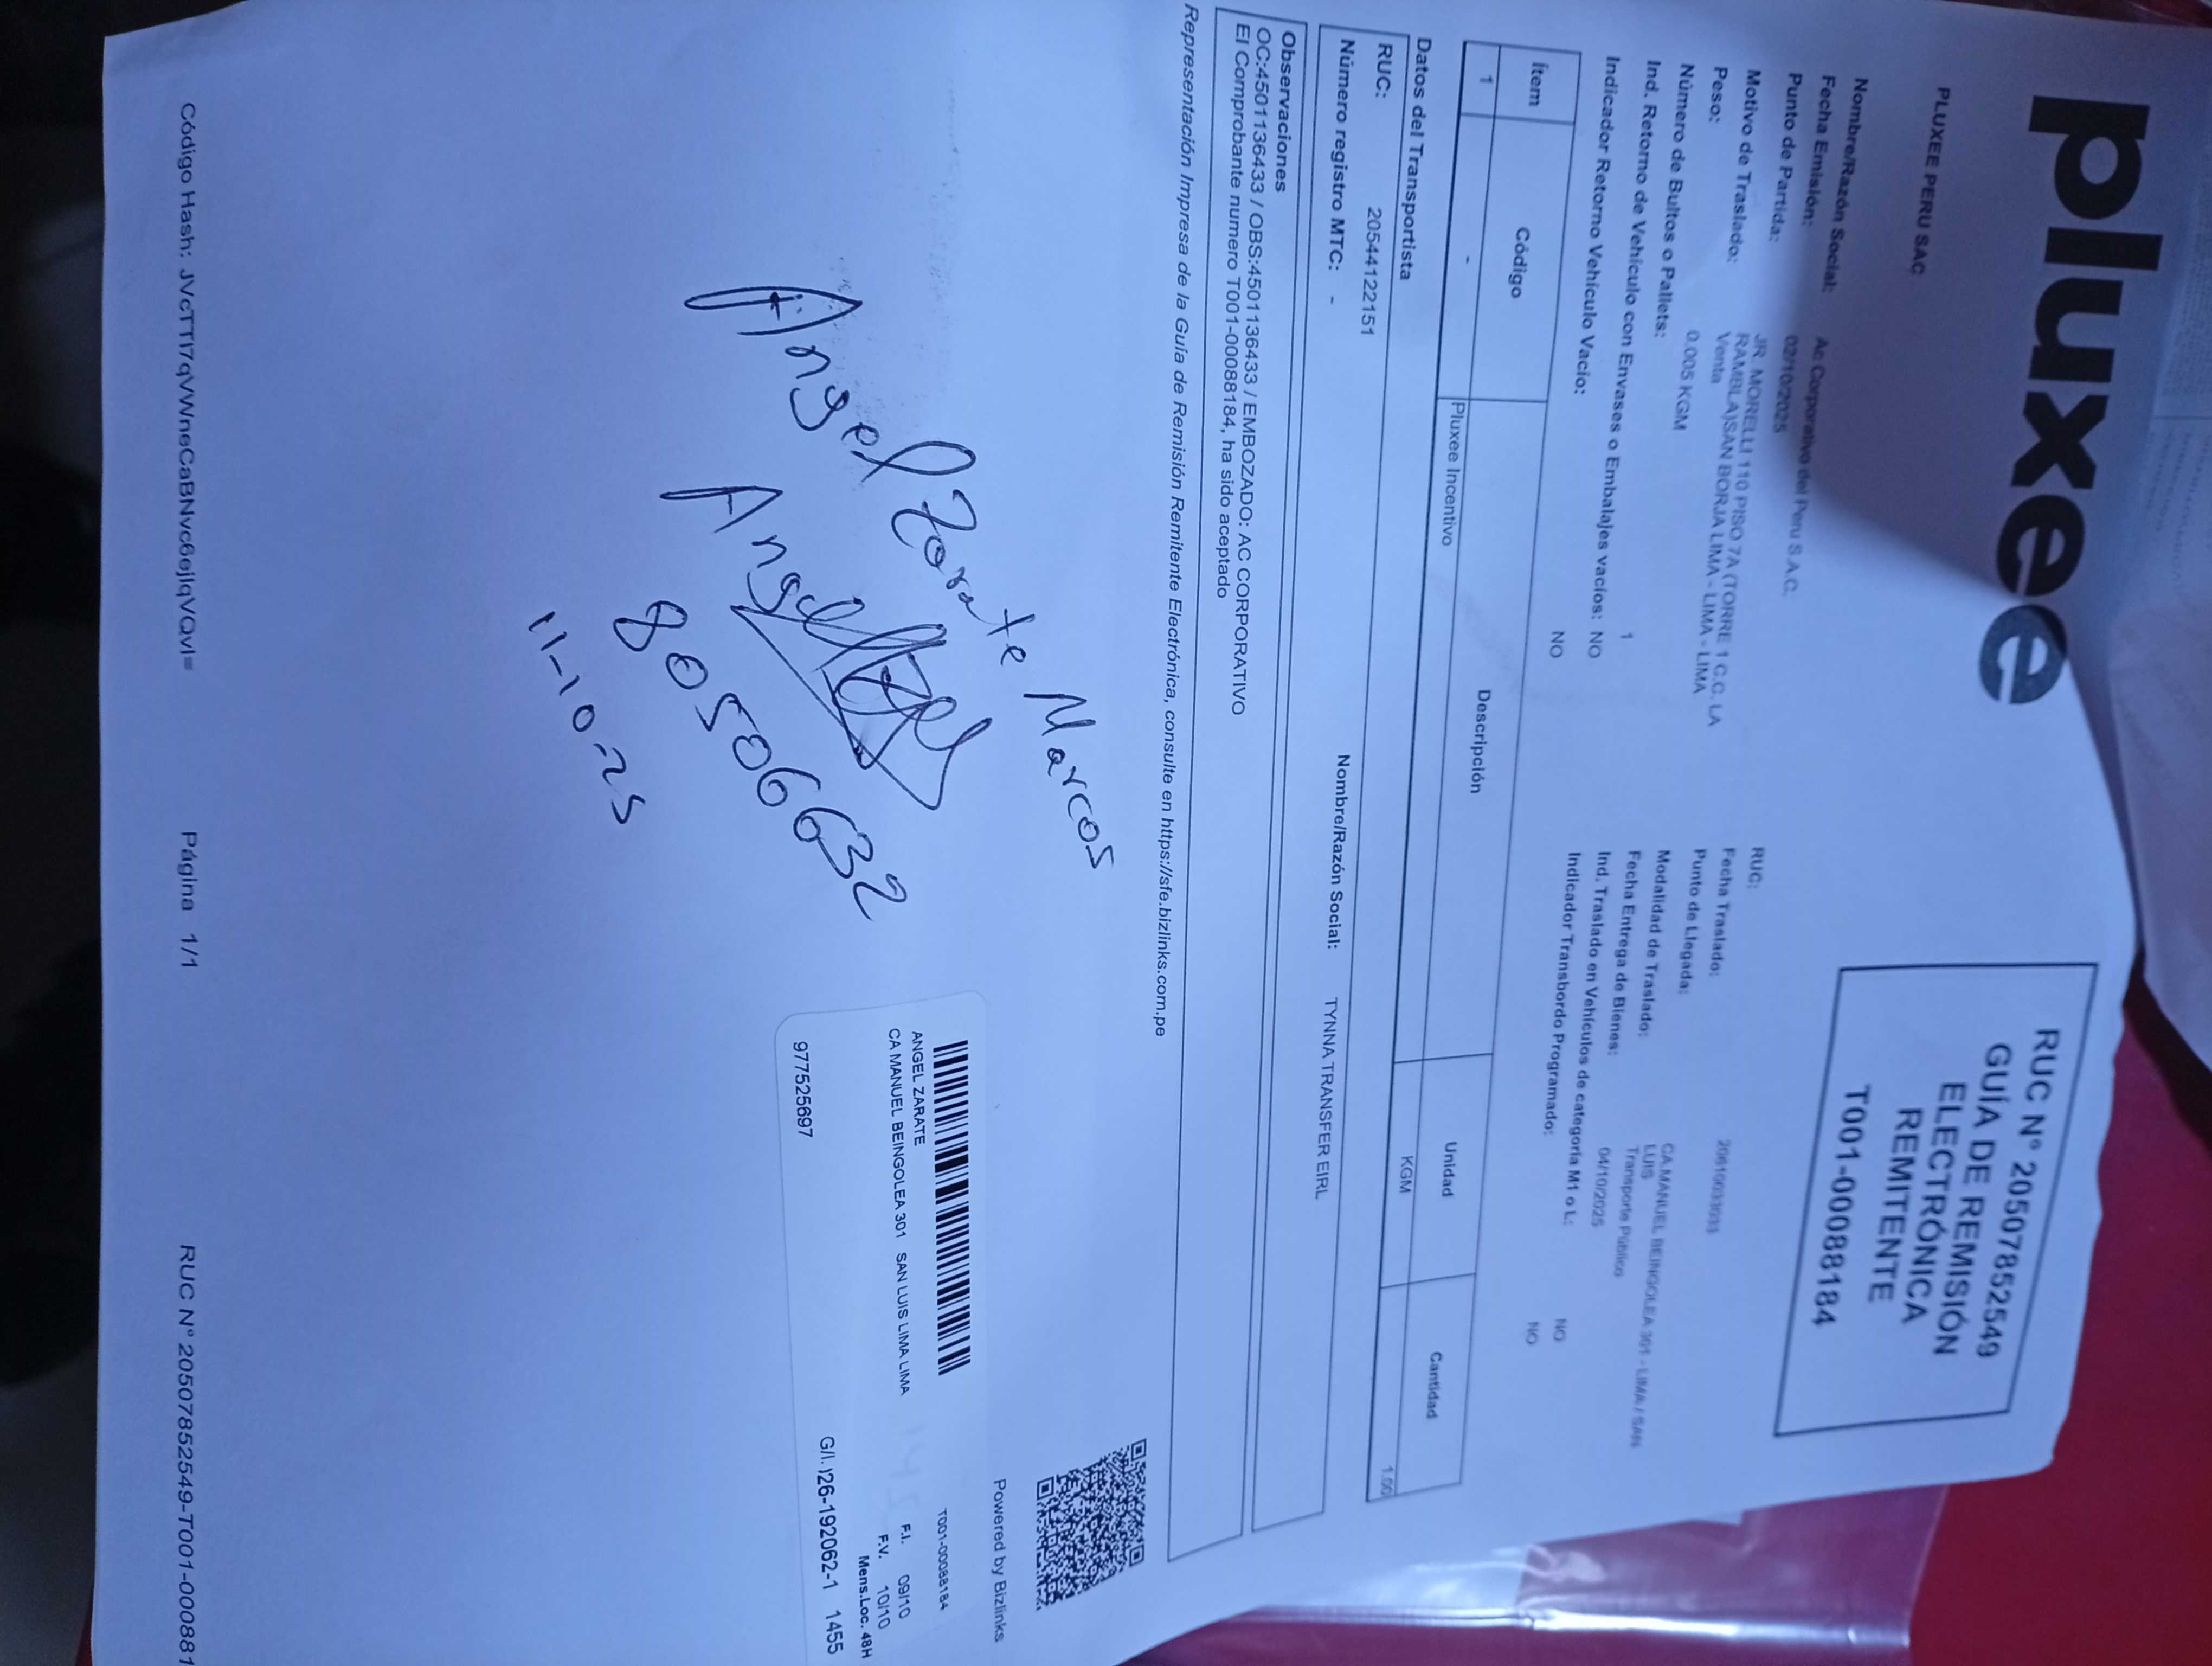 pluxee
PLUXEE PERU SAC
RUC N° 20507852549
GUÍA DE REMISIÓN
ELECTRÓNICA
REMITENTE
T001-00088184
Nombre/Razón Social: Ac Corporativo del Peru S.A.C.
Fecha Emisión: 02/10/2025
Punto de Partida: JR. MORELLI 110 PISO 7A (TORRE 1 C.C. LA
RAMBLA)SAN BORJA LIMA - LIMA - LIMA
Motivo de Traslado: Venta
Peso: 0.005 KGM
Número de Bultos o Pallets: 1
Ind. Retorno de Vehículo con Envases o Embalajes vacíos: NO
Indicador Retorno Vehículo Vacío: NO
RUC: 20610033033
Fecha Traslado: 04/10/2025
Punto de Llegada: CA.MANUEL BEINGOLEA 301 - LIMA / SAN
LUIS
Modalidad de Traslado: Transporte Público
Fecha Entrega de Bienes:
Ind. Traslado en Vehículos de categoría M1 o L: NO
Indicador Transbordo Programado: NO
Ítem Código Descripción Unidad Cantidad
1 - Pluxee Incentivo KGM 1.00
Datos del Transportista
RUC: 20544122151 Nombre/Razón Social: TYNNA TRANSFER EIRL
Número registro MTC: -
Observaciones
OC:4501136433 / OBS:4501136433 / EMBOZADO: AC CORPORATIVO
El Comprobante numero T001-00088184, ha sido aceptado
Representación Impresa de la Guía de Remisión Remitente Electrónica, consulte en https://sfe.bizlinks.com.pe
Powered by Bizlinks
Angel Zarate Marcos
Angel
80506632
11-10-25
T001-00088184
ANGEL ZARATE F.I. 09/10
CA MANUEL BEINGOLEA 301 SAN LUIS LIMA LIMA F.V. 10/10
Mens.Loc. 48H
977525697 G/I. )26-192062-1 1455
Código Hash: JVcTTI7qVWneCaBNvc6ejlqVQvI= Página 1/1 RUC N° 20507852549-T001-000881